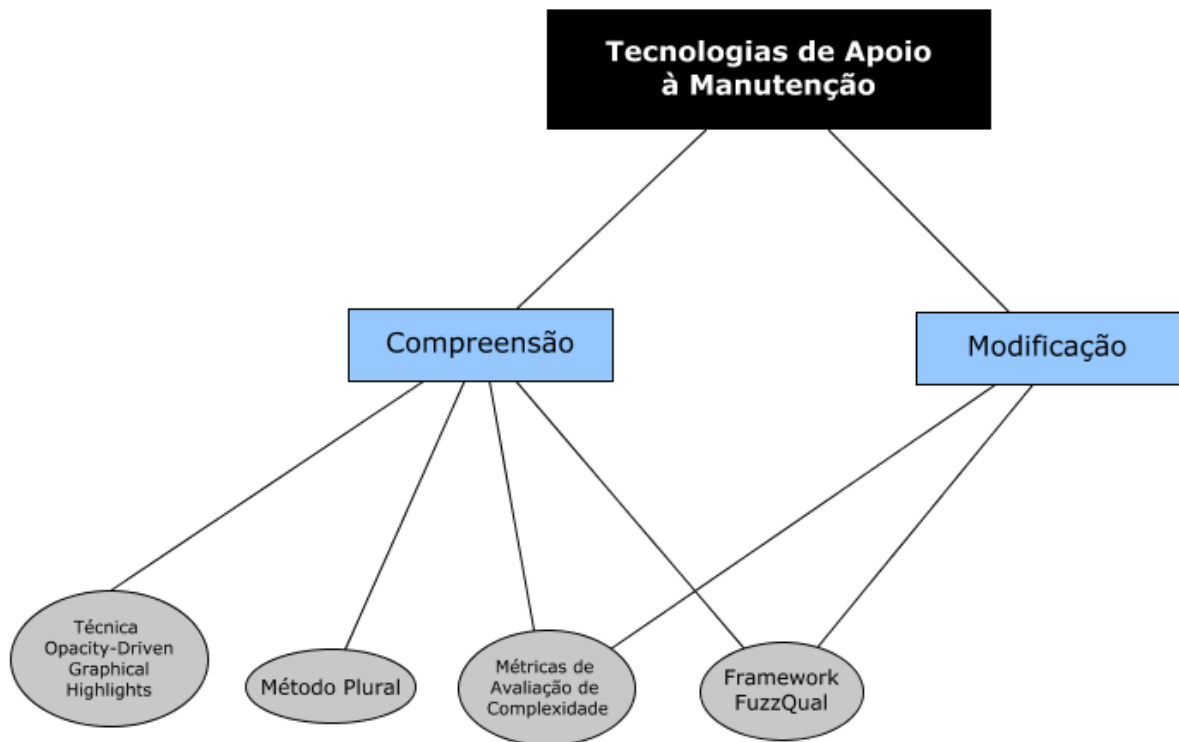 Tecnologias de Apoio
à Manutenção
Compreensão
Modificação
Técnica
Opacity-Driven
Graphical
Highlights
Método Plural
Métricas de
Avaliação de
Complexidade
Framework
FuzzQual